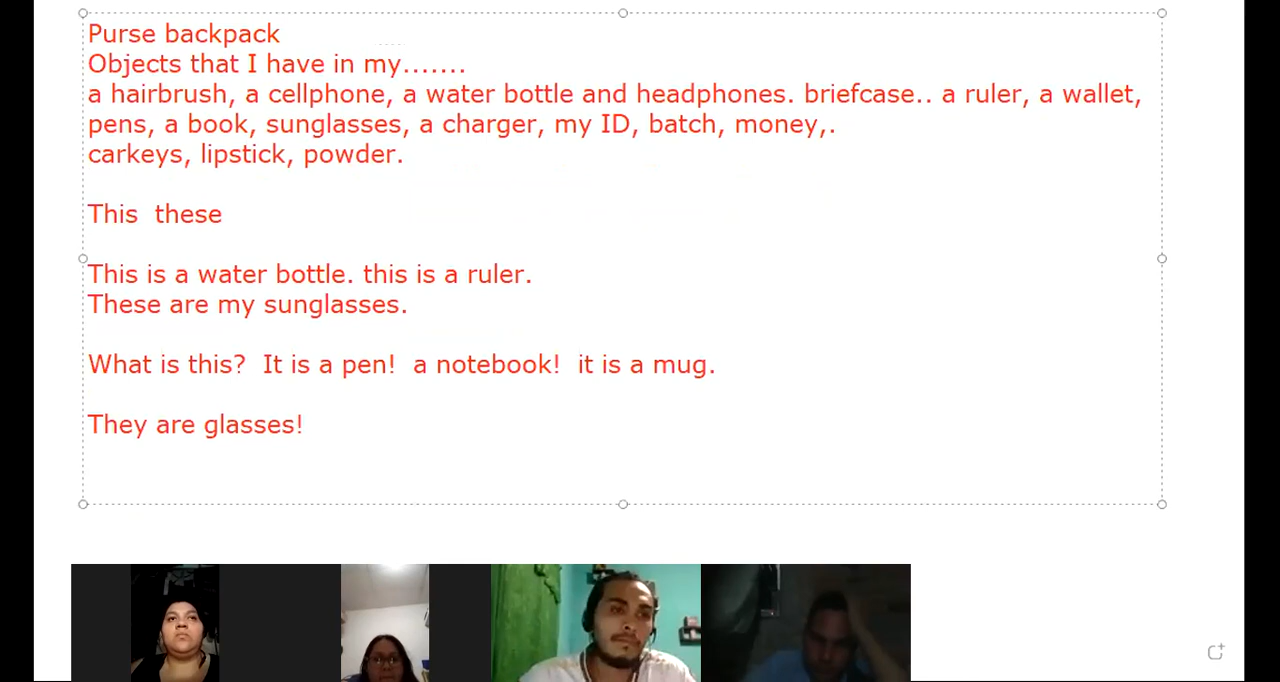 Purse backpack
Objects that I have in my.......
a hairbrush, a cellphone, a water bottle and headphones. briefcase.. a ruler, a wallet,
pens, a book, sunglasses, a charger, my ID, batch, money,.
carkeys, lipstick, powder.
This  these
This is a water bottle. this is a ruler.
These are my sunglasses.
What is this?  It is a pen!  a notebook!  it is a mug.
They are glasses!